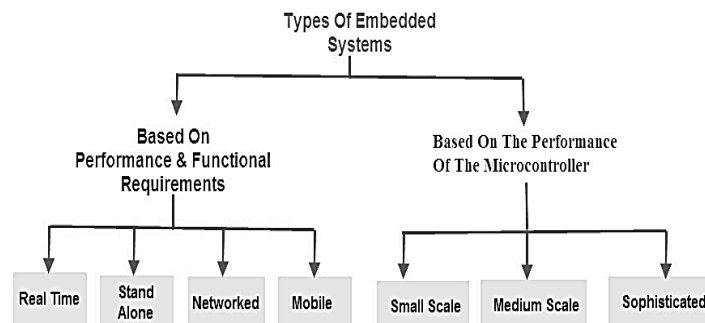 Types Of Embedded
Systems
Based On
Performance & Functional
Requirements
Based On The Performance
Of The Microcontroller
Real Time
Stand
Alone
Networked
Mobile
Small Scale
Medium Scale
Sophisticated